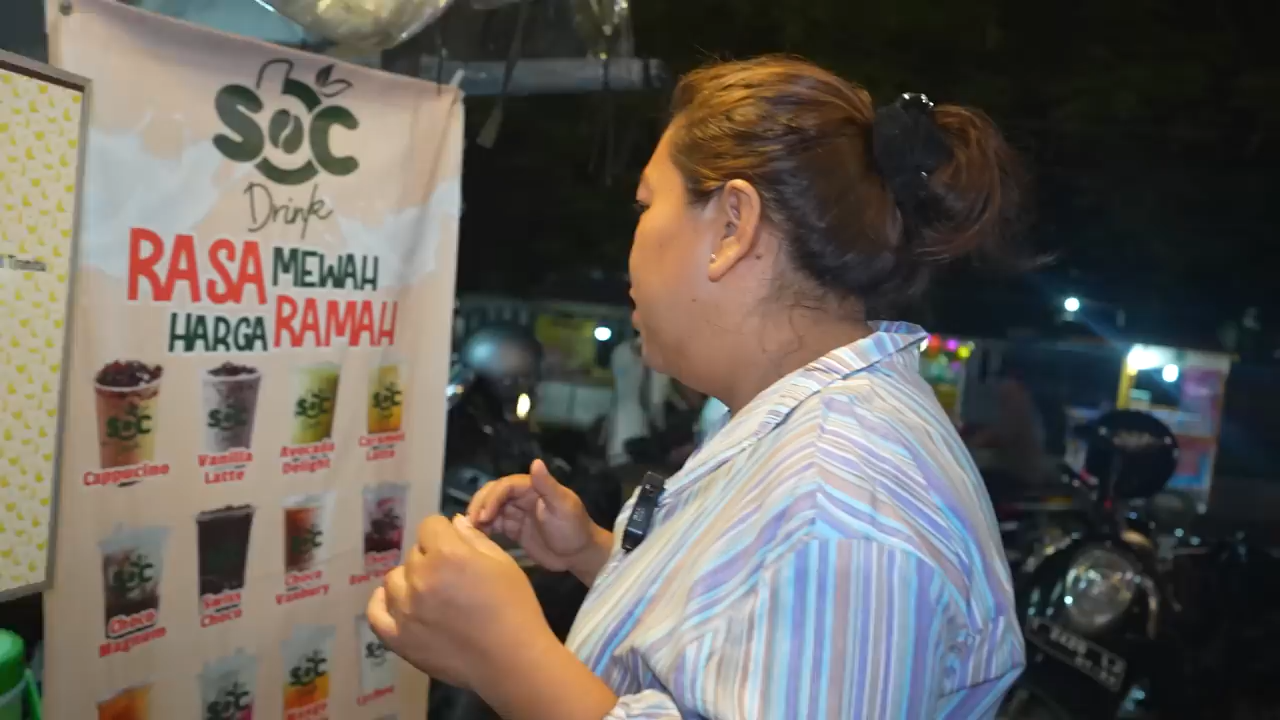 SOC
Drink
RASA MEWAH
HARGA RAMAH
Cappucino
Vanilla Latte
Avocado Delight
Caramel Latte
Choco Magnum
Swiss Choco
Choco Vanbury
SOC